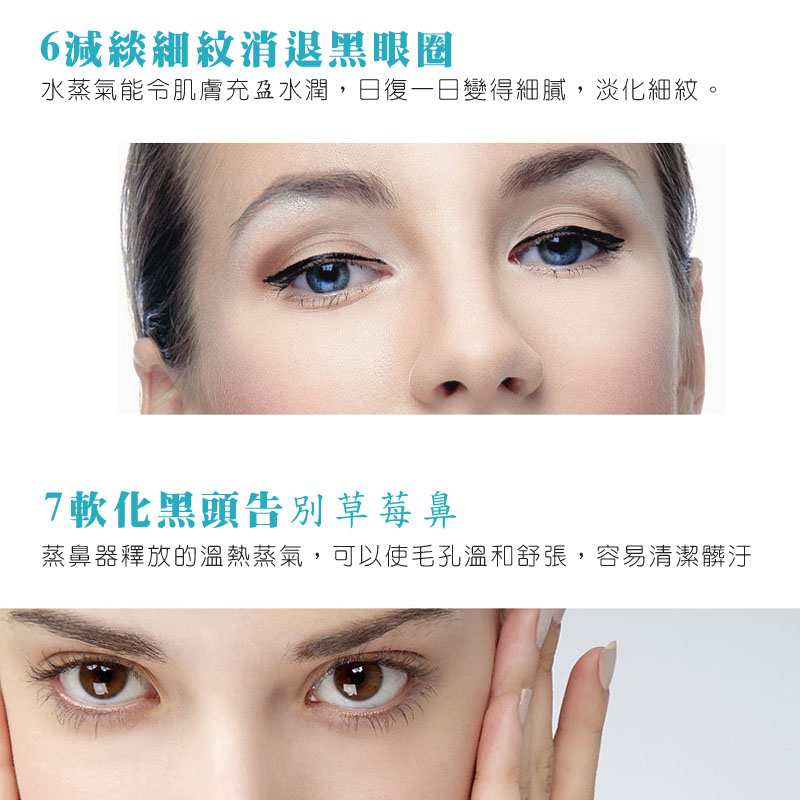 6減緂細紋消退黑眼圈
水蒸氣能令肌膚充盈水潤，日復一日變得細膩，淡化細紋。
7軟化黑頭告別草莓鼻
蒸鼻器釋放的溫熱蒸氣，可以使毛孔溫和舒張，容易清潔髒汙